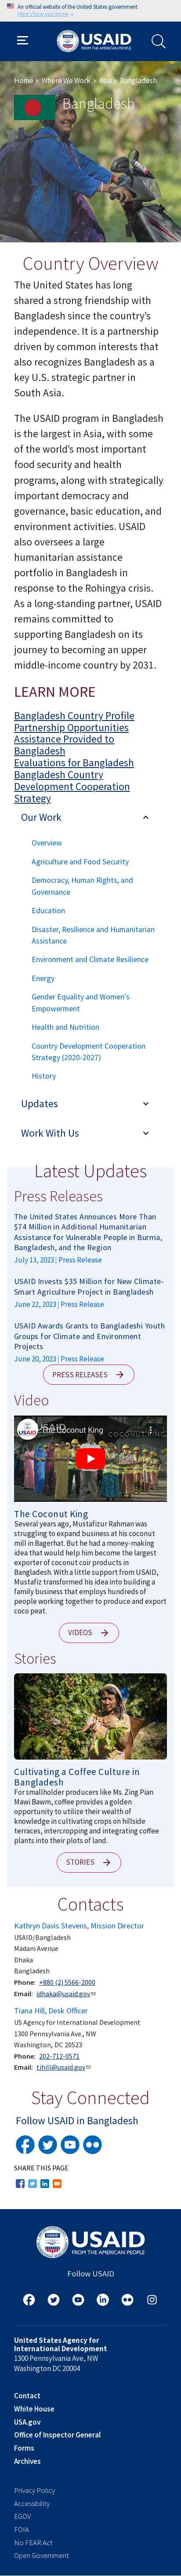 An official website of the United States government
Here's how you know
USAID
FROM THE AMERICAN PEOPLE
Home › Where We Work › Asia › Bangladesh
Bangladesh
Country Overview
The United States has long
shared a strong friendship with
Bangladesh since the country's
independence. It is a partnership
driven by common interests that
also recognizes Bangladesh as a
key U.S. strategic partner in
South Asia.
The USAID program in Bangladesh
is the largest in Asia, with some
of the world's most important
food security and health
programs, along with strategically
important democracy and
governance, basic education, and
environment activities. USAID
also oversees a large
humanitarian assistance
portfolio in Bangladesh in
response to the Rohingya crisis.
As a long-standing partner, USAID
remains committed to
supporting Bangladesh on its
journey to becoming an upper
middle-income country by 2031.
LEARN MORE
Bangladesh Country Profile
Partnership Opportunities
Assistance Provided to
Bangladesh
Evaluations for Bangladesh
Bangladesh Country
Development Cooperation
Strategy
Our Work
Overview
Agriculture and Food Security
Democracy, Human Rights, and
Governance
Education
Disaster, Resilience and Humanitarian
Assistance
Environment and Climate Resilience
Energy
Gender Equality and Women's
Empowerment
Health and Nutrition
Country Development Cooperation
Strategy (2020-2027)
History
Updates
Work With Us
Latest Updates
Press Releases
The United States Announces More Than
$74 Million in Additional Humanitarian
Assistance for Vulnerable People in Burma,
Bangladesh, and the Region
July 13, 2023 | Press Release
USAID Invests $35 Million for New Climate-
Smart Agriculture Project in Bangladesh
June 22, 2023 | Press Release
USAID Awards Grants to Bangladeshi Youth
Groups for Climate and Environment
Projects
June 20, 2023 | Press Release
PRESS RELEASES
Video
The Coconut King
The Coconut King
Several years ago, Mustafizur Rahman was
struggling to expand business at his coconut
mill in Bagerhat. But he had a money-making
idea that would help him become the largest
exporter of coconut coir products in
Bangladesh. With a little support from USAID,
Mustafiz transformed his idea into a budding
family business that employs hundreds of
people working together to produce and export
coco peat.
VIDEOS
Stories
Cultivating a Coffee Culture in
Bangladesh
For smallholder producers like Ms. Zing Pian
Mawi Bawm, coffee provides a golden
opportunity to utilize their wealth of
knowledge in cultivating crops on hillside
terraces, intercropping, and integrating coffee
plants into their plots of land.
STORIES
Contacts
Kathryn Davis Stevens, Mission Director
USAID/Bangladesh
Madani Avenue
Dhaka
Bangladesh
Phone: +880 (2) 5566-2000
Email: idhaka@usaid.gov
Tiana Hill, Desk Officer
US Agency for International Development
1300 Pennsylvania Ave., NW
Washington, DC 20523
Phone: 202-712-0571
Email: tihill@usaid.gov
Stay Connected
Follow USAID in Bangladesh
SHARE THIS PAGE
USAID
FROM THE AMERICAN PEOPLE
Follow USAID
United States Agency for
International Development
1300 Pennsylvania Ave, NW
Washington DC 20004
Contact
White House
USA.gov
Office of Inspector General
Forms
Archives
Privacy Policy
Accessibility
EGOV
FOIA
No FEAR Act
Open Government